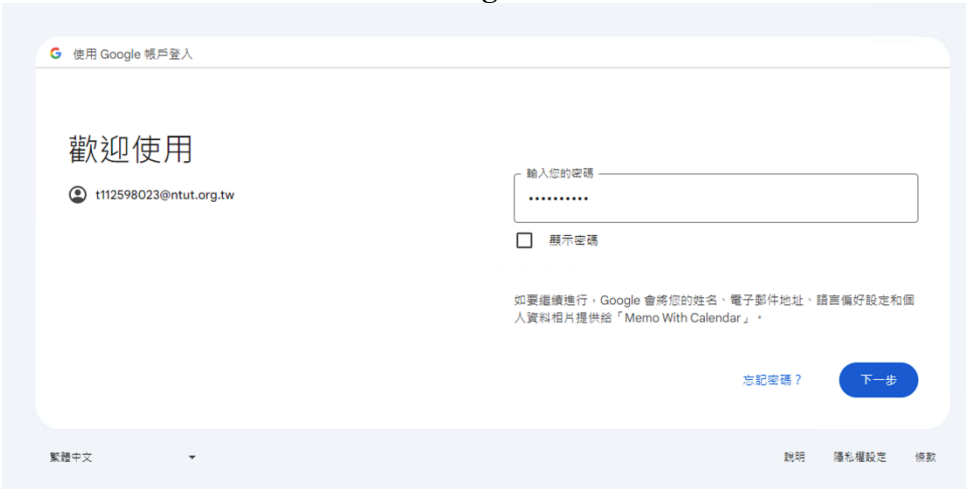 使用 Google 帳戶登入
歡迎使用
t112598023@ntut.org.tw
輸入您的密碼
••••••••••
顯示密碼
如要繼續進行，Google 會將您的姓名、電子郵件地址、語言偏好設定和個
人資料相片提供給「Memo With Calendar」。
忘記密碼？
下一步
繁體中文
說明
隱私權設定
條款